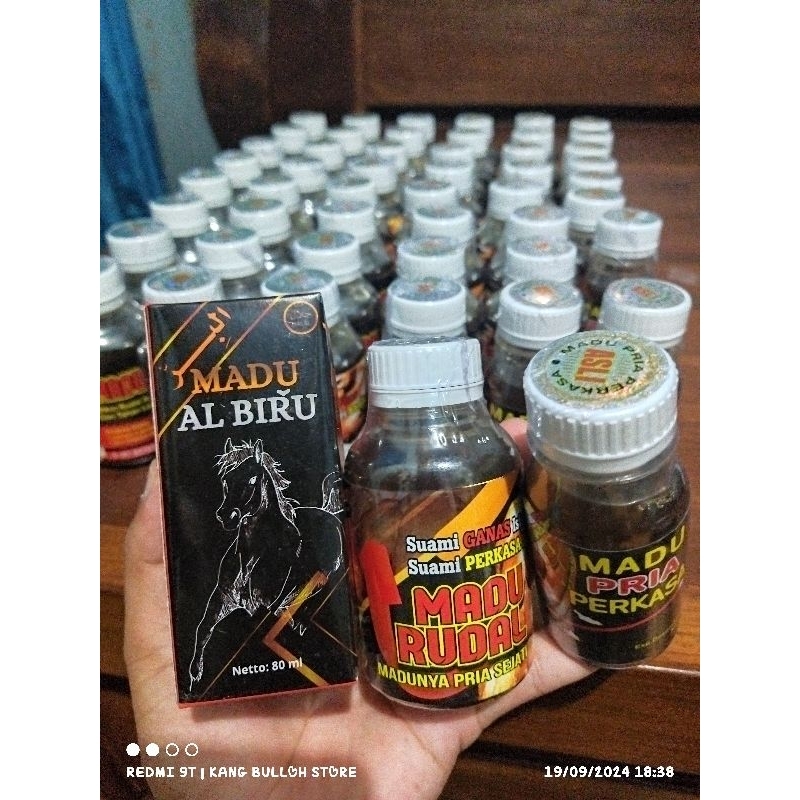 MADU
AL BIŘU
Netto: 80 ml
Suami GANAS
Suami PERKASA
MADU
RUDAL
MADUNYA PRIA SEJATI
MADU PRIA PERKASA
ASLI
MADU
PRIA
PERKASA
REDMI 9T | KANG BULLOH STORE
19/09/2024 18:38